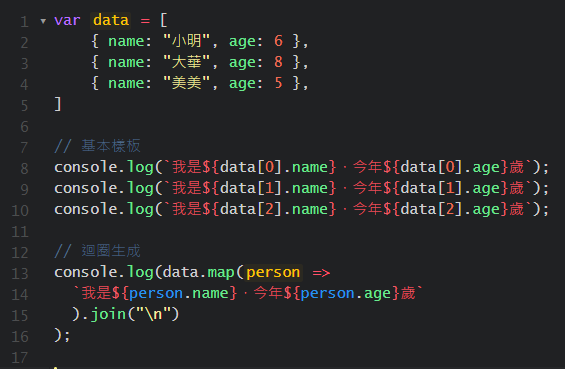 1 var data = [
2 { name: "小明", age: 6 },
3 { name: "大華", age: 8 },
4 { name: "美美", age: 5 },
5 ]
6
7 // 基本樣板
8 console.log(`我是${data[0].name}，今年${data[0].age}歲`);
9 console.log(`我是${data[1].name}，今年${data[1].age}歲`);
10 console.log(`我是${data[2].name}，今年${data[2].age}歲`);
11
12 // 迴圈生成
13 console.log(data.map(person =>
14 `我是${person.name}，今年${person.age}歲`
15 ).join("\n")
16 );
17